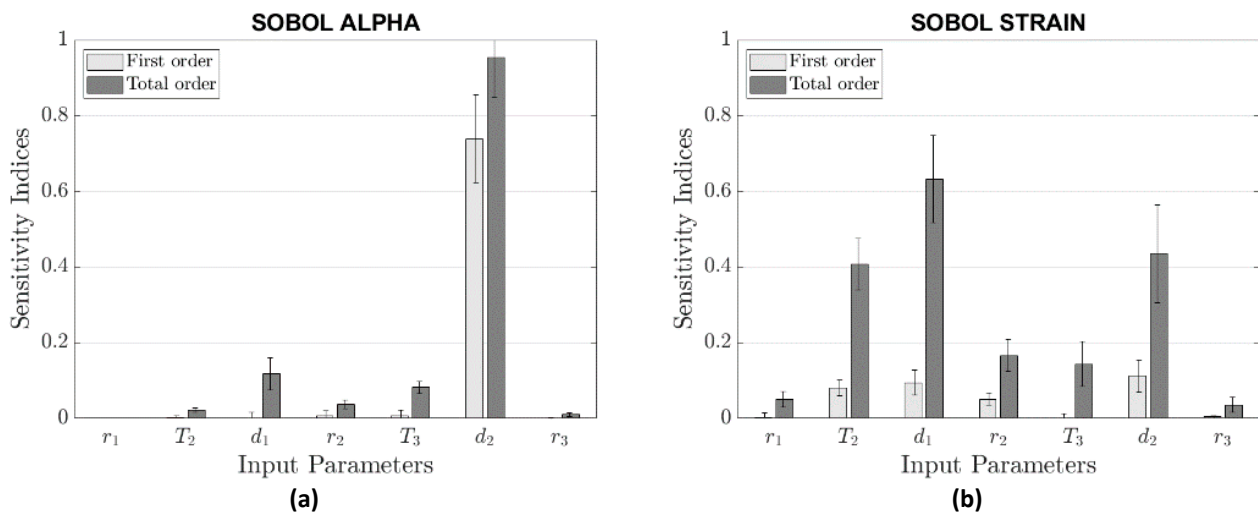 SOBOL ALPHA
First order
Total order
Sensitivity Indices
1
0.8
0.6
0.4
0.2
0
r₁ T₂ d₁ r₂ T₃ d₂ r₃
Input Parameters
(a)
SOBOL STRAIN
First order
Total order
Sensitivity Indices
1
0.8
0.6
0.4
0.2
0
r₁ T₂ d₁ r₂ T₃ d₂ r₃
Input Parameters
(b)